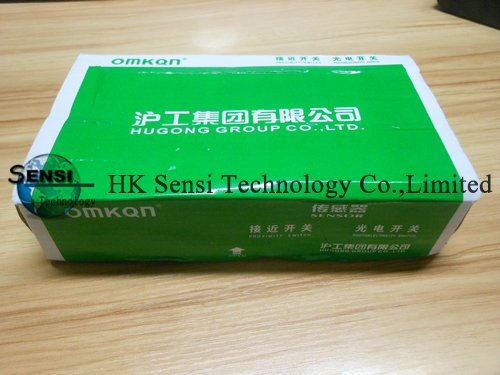 OMKQN®
接近开关 光电开关
沪工集团有限公司
HUGONG GROUP CO.,LTD.
SENSI
Technology
HK Sensi Technology Co.,Limited
OMKQN®
传感器
SENSOR
接近开关 光电开关 沪工集团有限公司
PROXIMITY SWITCH PHOTOELECTRICITY SWITCH HUGONG GROUP CO.,LTD.